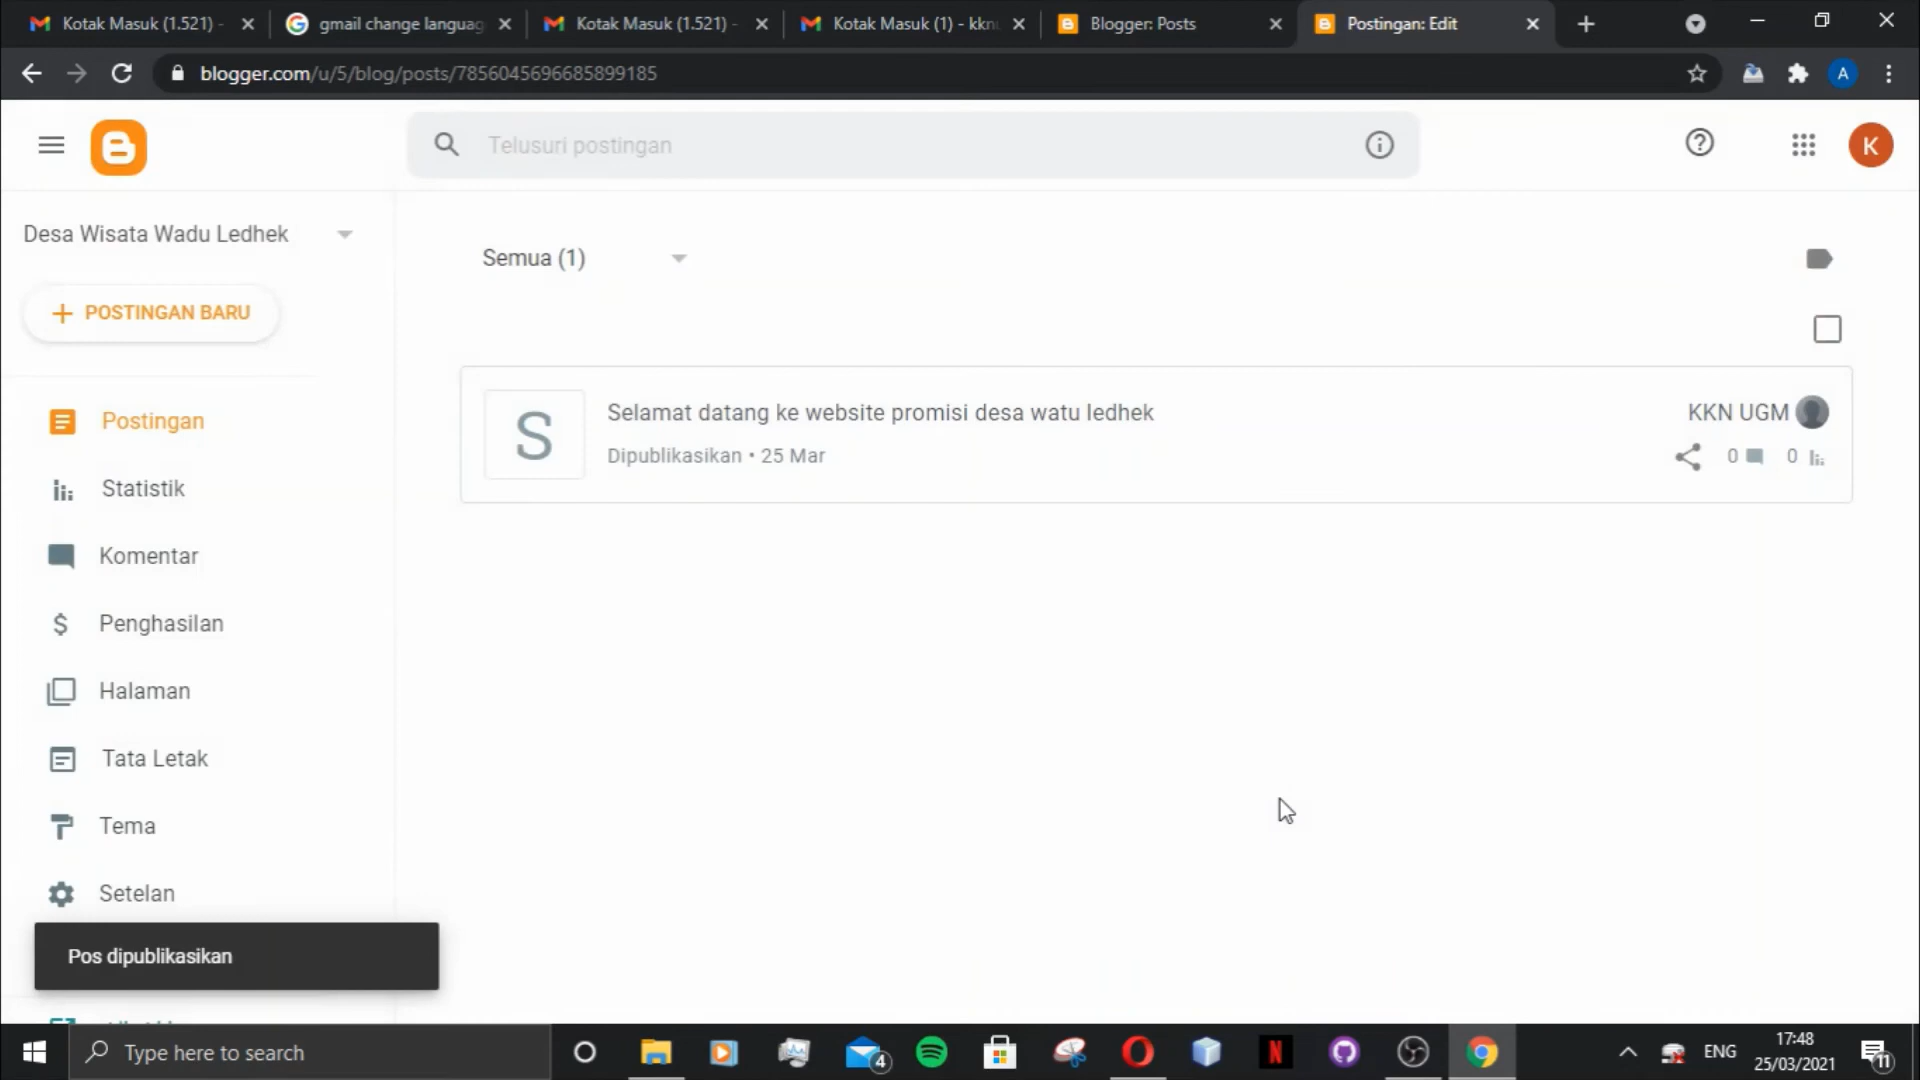 Kotak Masuk (1.521) -
gmail change languag
Kotak Masuk (1.521) -
Kotak Masuk (1) - kkn
Blogger: Posts
Postingan: Edit
blogger.com/u/5/blog/posts/7856045696685899185
A
Telusuri postingan
K
Desa Wisata Wadu Ledhek
Semua (1)
+ POSTINGAN BARU
Postingan
S
Selamat datang ke website promisi desa watu ledhek
KKN UGM
Dipublikasikan • 25 Mar
0
0
Statistik
Komentar
Penghasilan
Halaman
Tata Letak
Tema
Setelan
Pos dipublikasikan
Type here to search
4
N
ENG
17:48
25/03/2021
11